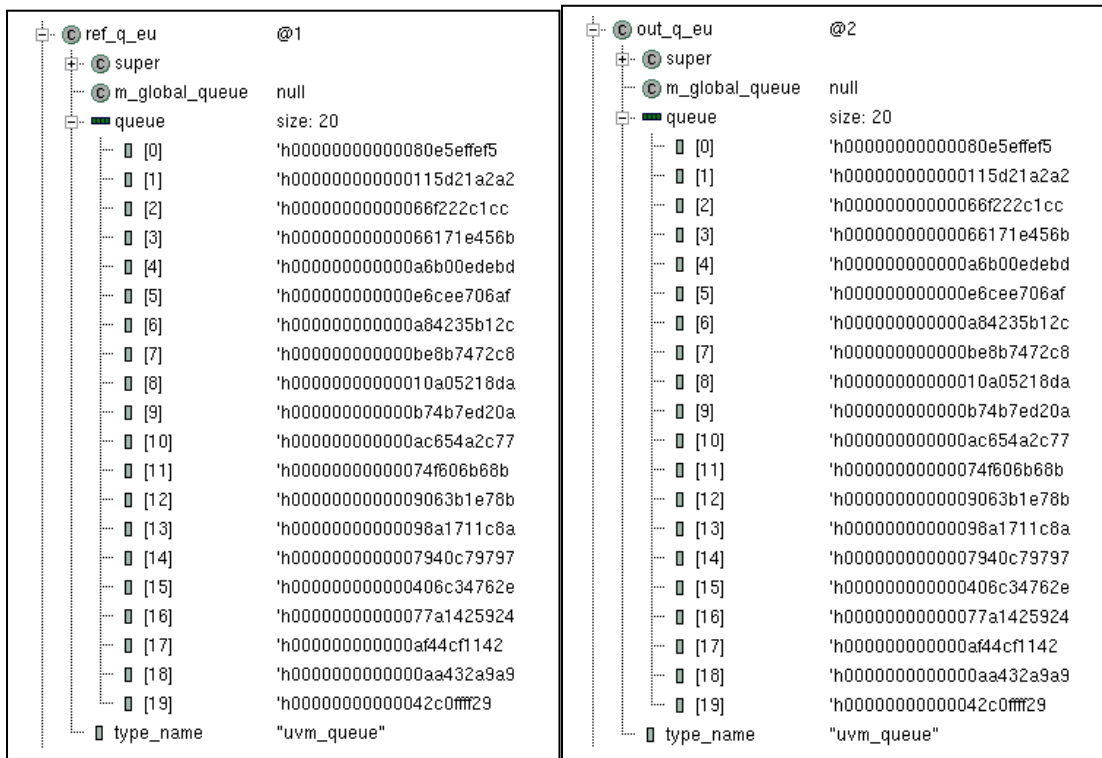 ref_q_eu @1
super
m_global_queue null
queue size: 20
[0] 'h00000000000080e5effef5
[1] 'h000000000000115d21a2a2
[2] 'h00000000000066f222c1cc
[3] 'h00000000000066171e456b
[4] 'h000000000000a6b00edebd
[5] 'h000000000000e6cee706af
[6] 'h000000000000a84235b12c
[7] 'h000000000000be8b7472c8
[8] 'h00000000000010a05218da
[9] 'h000000000000b74b7ed20a
[10] 'h000000000000ac654a2c77
[11] 'h00000000000074f606b68b
[12] 'h0000000000009063b1e78b
[13] 'h00000000000098a1711c8a
[14] 'h0000000000007940c79797
[15] 'h000000000000406c34762e
[16] 'h00000000000077a1425924
[17] 'h000000000000af44cf1142
[18] 'h000000000000aa432a9a9
[19] 'h00000000000042c0ffff29
type_name "uvm_queue"
out_q_eu @2
super
m_global_queue null
queue size: 20
[0] 'h00000000000080e5effef5
[1] 'h000000000000115d21a2a2
[2] 'h00000000000066f222c1cc
[3] 'h00000000000066171e456b
[4] 'h000000000000a6b00edebd
[5] 'h000000000000e6cee706af
[6] 'h000000000000a84235b12c
[7] 'h000000000000be8b7472c8
[8] 'h00000000000010a05218da
[9] 'h000000000000b74b7ed20a
[10] 'h000000000000ac654a2c77
[11] 'h00000000000074f606b68b
[12] 'h0000000000009063b1e78b
[13] 'h00000000000098a1711c8a
[14] 'h0000000000007940c79797
[15] 'h000000000000406c34762e
[16] 'h00000000000077a1425924
[17] 'h000000000000af44cf1142
[18] 'h000000000000aa432a9a9
[19] 'h00000000000042c0ffff29
type_name "uvm_queue"